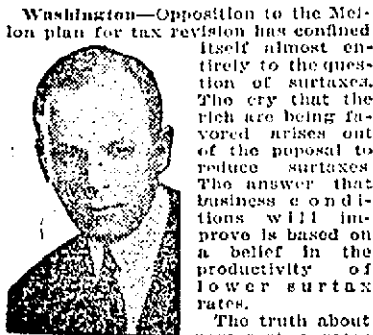 Washington—Opposition to the Mel-
lon plan for tax revision has confined
itself almost en-
tirely to the ques-
tion of surtaxes.
The cry that the
rich are being fa-
vored arises out
of the poposal to
reduce surtaxes
The answer that
business condi-
tions will im-
prove is based on
a belief in the
productivity of
lower surtax
rates.
The truth about